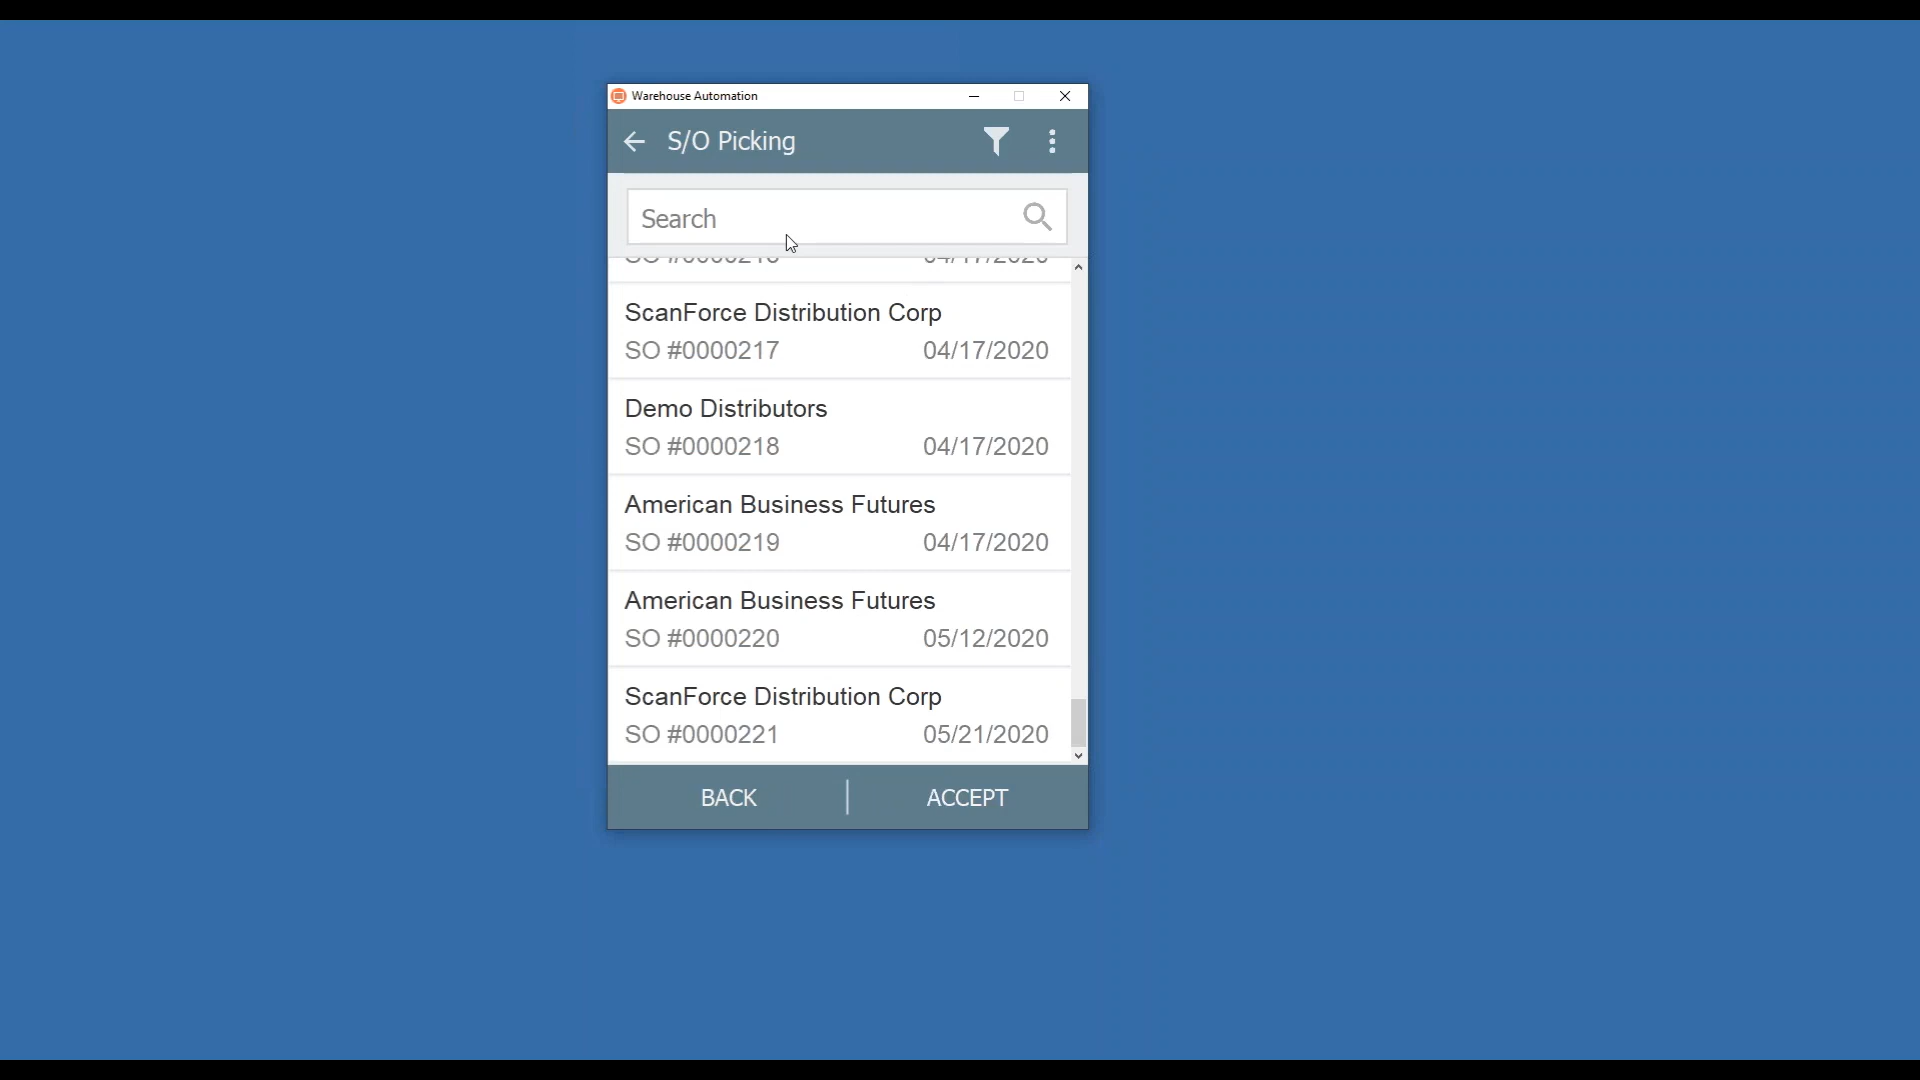 Warehouse Automation
S/O Picking
Search
ScanForce Distribution Corp
SO #0000217 04/17/2020
Demo Distributors
SO #0000218 04/17/2020
American Business Futures
SO #0000219 04/17/2020
American Business Futures
SO #0000220 05/12/2020
ScanForce Distribution Corp
SO #0000221 05/21/2020
BACK ACCEPT